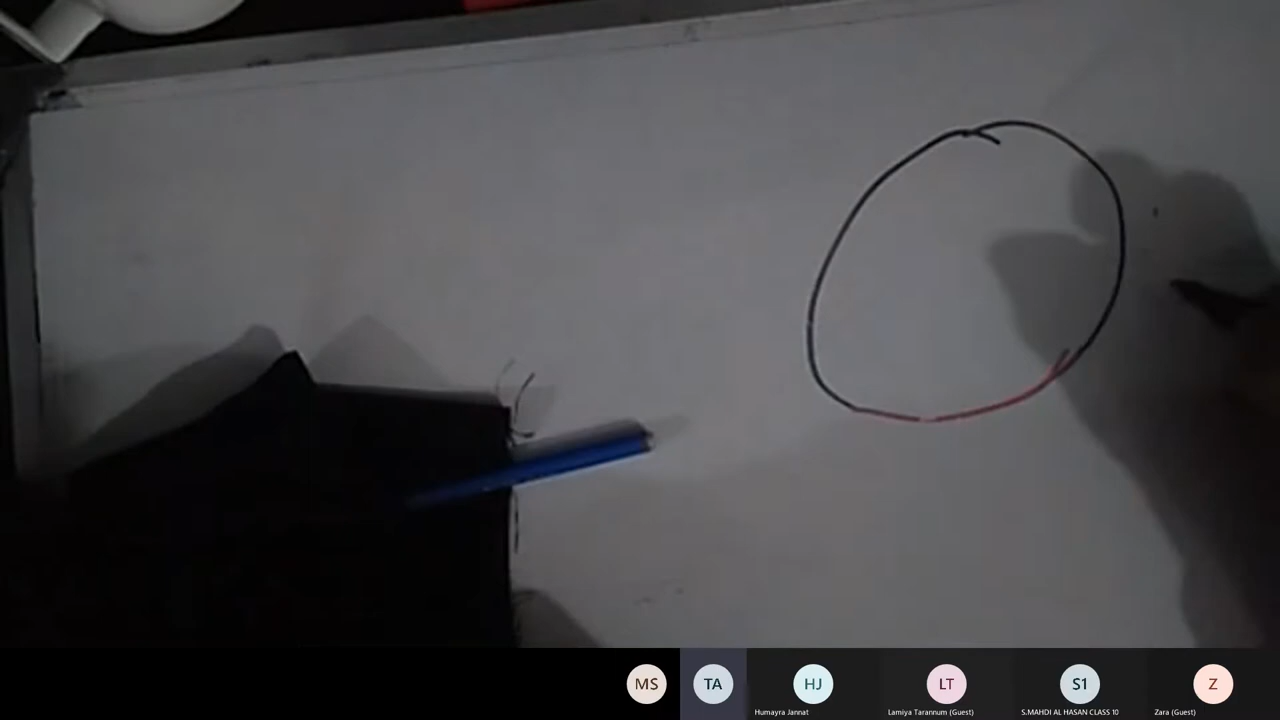 MS
TA
HJ
LT
S1
Z
Humayra Jannat
Lamiya Tarannum (Guest)
S.MAHDI AL HASAN CLASS 10
Zara (Guest)